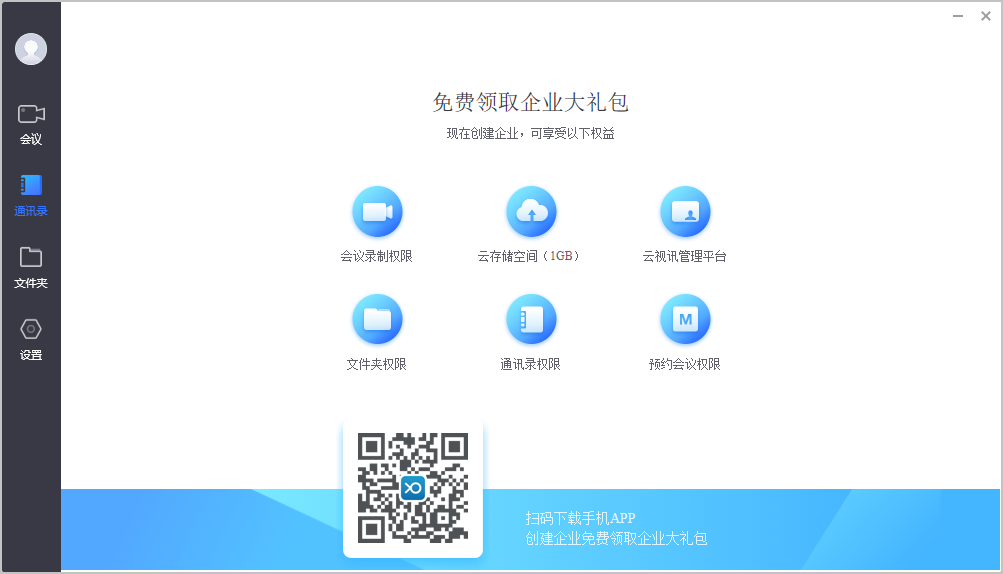 免费领取企业大礼包
现在创建企业，可享受以下权益
会议
通讯录
文件夹
设置
会议录制权限
云存储空间（1GB）
云视讯管理平台
M
文件夹权限
通讯录权限
预约会议权限
扫码下载手机APP
创建企业免费领取企业大礼包